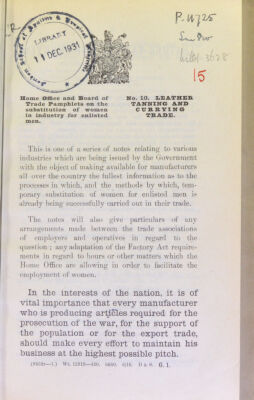 London School of Hygiene & Tropical Medicine
LIBRARY
11 DEC. 1931
P. 11725
15
Home Office and Board of
Trade Pamphlets on the
substitution of women
in industry for enlisted
men.
No. 10. LEATHER
TANNING AND
CURRYING
TRADE.
This is one of a series of notes relating to various
industries which are being issued by the Government
with the object of making available for manufacturers
all over the country the fullest information as to the
processes in which, and the methods by which, tem-
porary substitution of women for enlisted men is
already being successfully carried out in their trade.
The notes will also give particulars of any
arrangements made between the trade associations
of employers and operatives in regard to the
question ; any adaptation of the Factory Act require-
ments in regard to hours or other matters which the
Home Office are allowing in order to facilitate the
employment of women.
In the interests of the nation, it is of
vital importance that every manufacturer
who is producing articles required for the
prosecution of the war, for the support of
the population or for the export trade,
should make every effort to maintain his
business at the highest possible pitch.